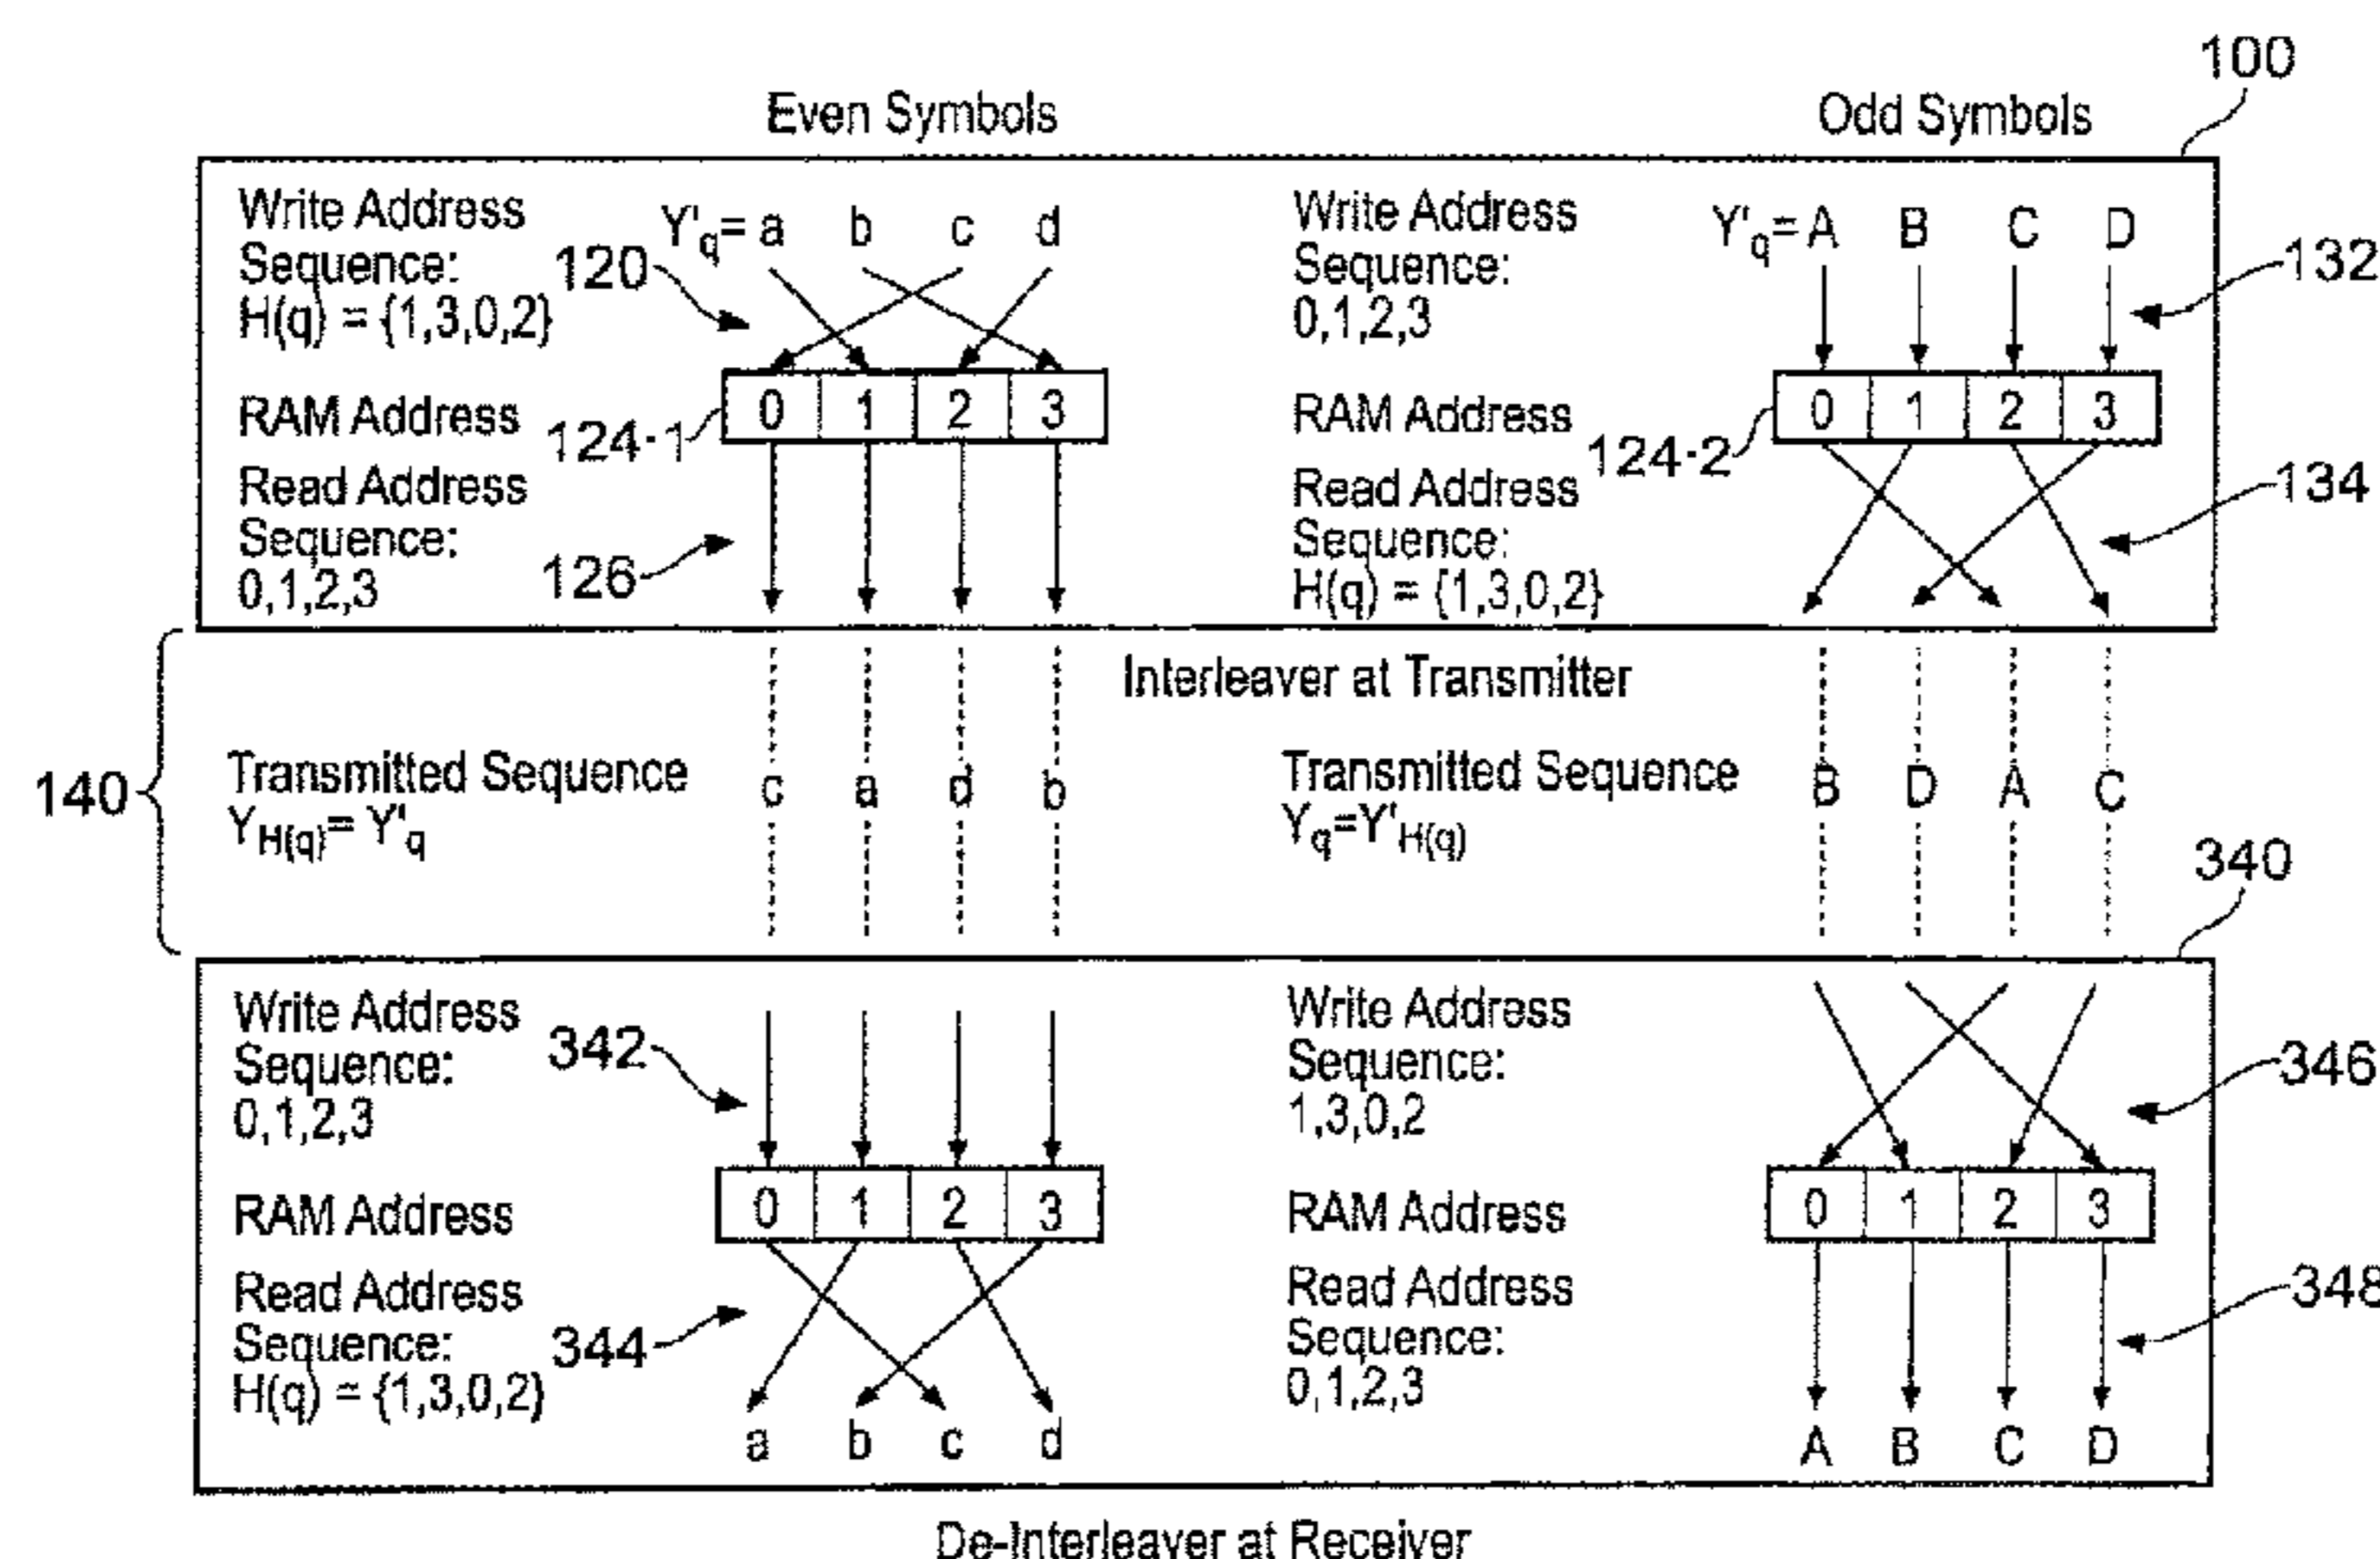 100
Even Symbols
Odd Symbols
Write Address
Sequence:
H(q) = {1,3,0,2}
120
Y'q= a b c d
RAM Address
124-1
0 1 2 3
Read Address
Sequence:
0,1,2,3
126
Write Address
Sequence:
0,1,2,3
Y'q= A B C D
132
RAM Address
124-2
0 1 2 3
Read Address
Sequence:
H(q) = {1,3,0,2}
134
Interleaver at Transmitter
140
Transmitted Sequence
YH(q)= Y'q
c a d b
Transmitted Sequence
Yq=Y'H(q)
B D A C
340
Write Address
Sequence:
0,1,2,3
342
RAM Address
0 1 2 3
Read Address
Sequence:
H(q) = {1,3,0,2}
344
a b c d
Write Address
Sequence:
1,3,0,2
346
RAM Address
0 1 2 3
Read Address
Sequence:
0,1,2,3
348
A B C D
De-Interleaver at Receiver